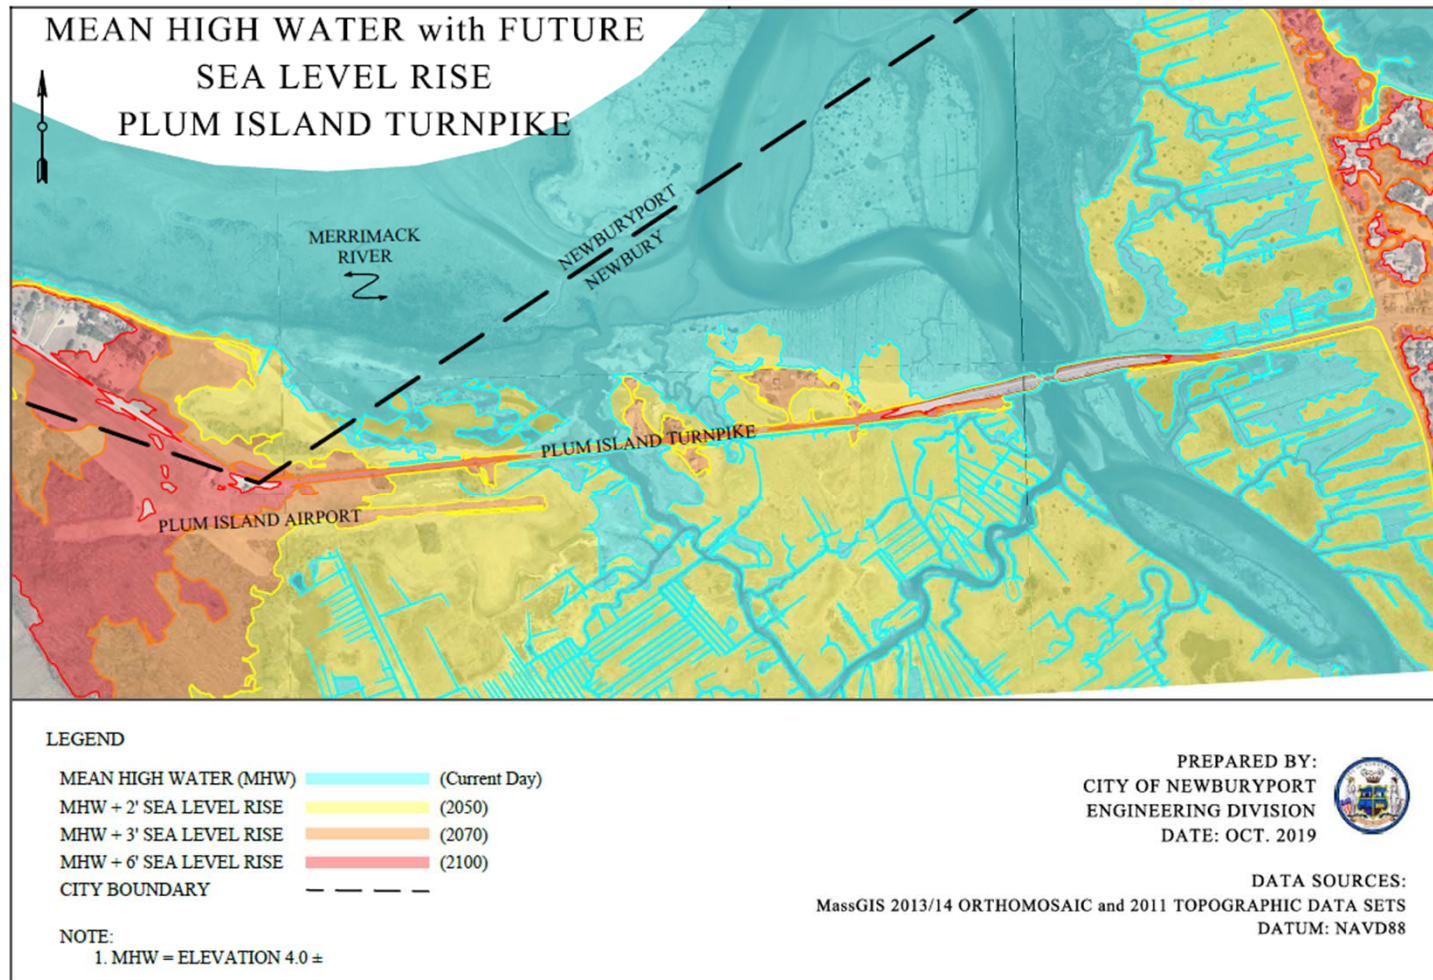 MEAN HIGH WATER with FUTURE
SEA LEVEL RISE
PLUM ISLAND TURNPIKE
MERRIMACK
RIVER
NEWBURYPORT
NEWBURY
PLUM ISLAND TURNPIKE
PLUM ISLAND AIRPORT
LEGEND
MEAN HIGH WATER (MHW) (Current Day)
MHW + 2' SEA LEVEL RISE (2050)
MHW + 3' SEA LEVEL RISE (2070)
MHW + 6' SEA LEVEL RISE (2100)
CITY BOUNDARY
NOTE:
1. MHW = ELEVATION 4.0 ±
PREPARED BY:
CITY OF NEWBURYPORT
ENGINEERING DIVISION
DATE: OCT. 2019
DATA SOURCES:
MassGIS 2013/14 ORTHOMOSAIC and 2011 TOPOGRAPHIC DATA SETS
DATUM: NAVD88